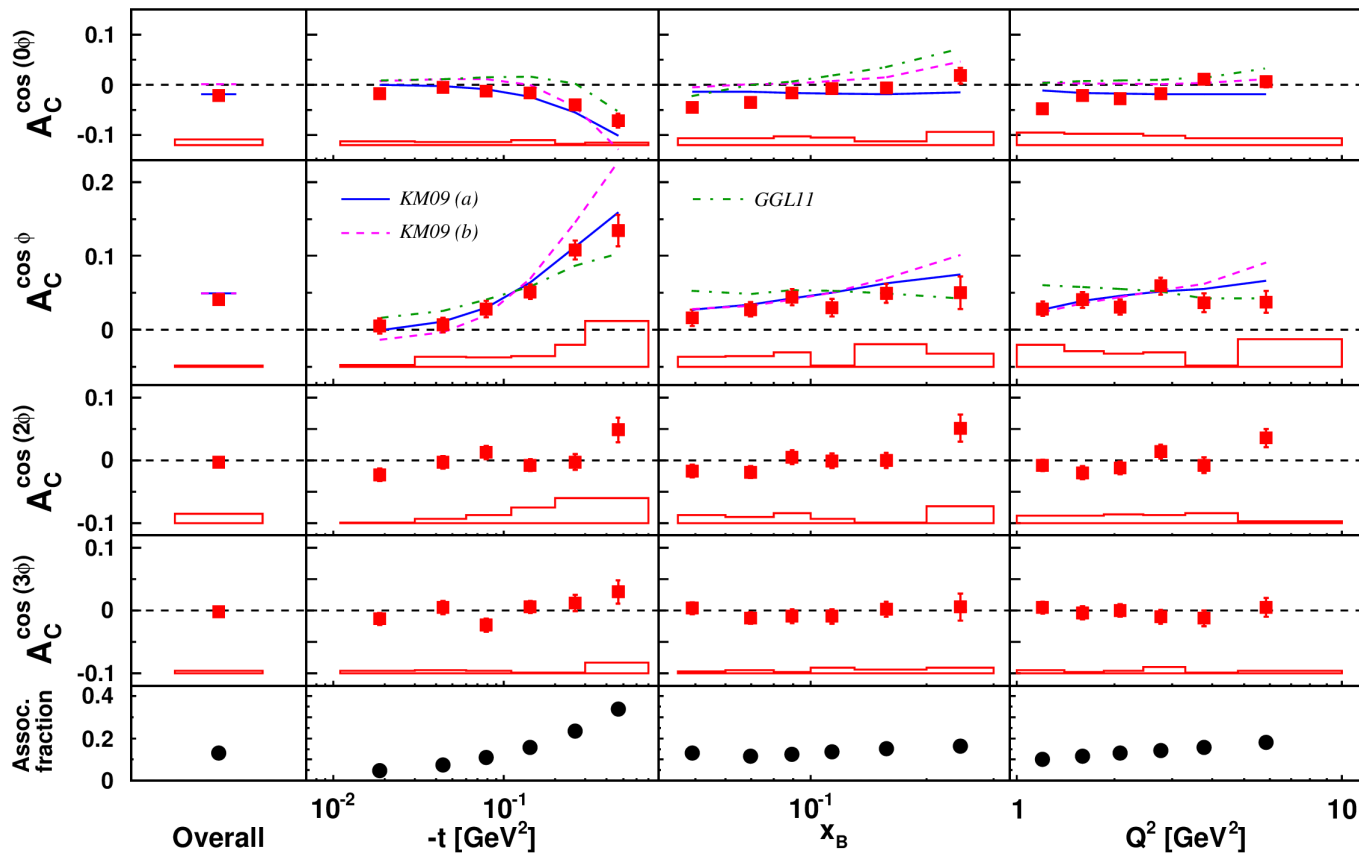 A_C^{cos (0ϕ)}
0.1
0
-0.1
A_C^{cos ϕ}
0.2
0.1
0
KM09 (a)
KM09 (b)
GGL11
A_C^{cos (2ϕ)}
0.1
0
-0.1
A_C^{cos (3ϕ)}
0.1
0
-0.1
Assoc.
fraction
0.4
0.2
0
10^{-2} 10^{-1} 10^{-1} 1 10
Overall -t [GeV^2] x_B Q^2 [GeV^2]